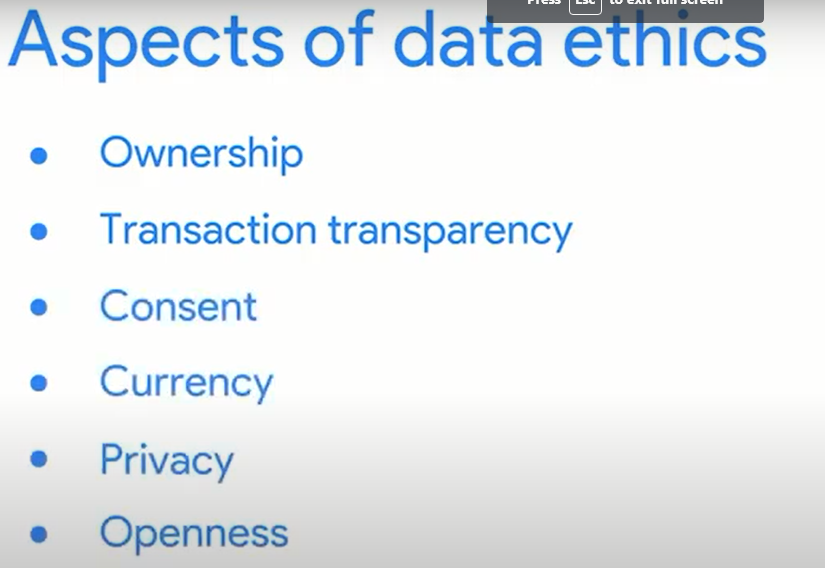 Press Esc to exit full screen
Aspects of data ethics
Ownership
Transaction transparency
Consent
Currency
Privacy
Openness